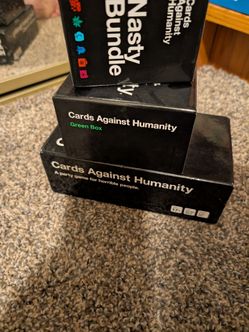 Nasty
Bundle
Cards
Against
Humanity
Cards Against Humanity
Green Box
Cards Against Humanity
A party game for horrible people.